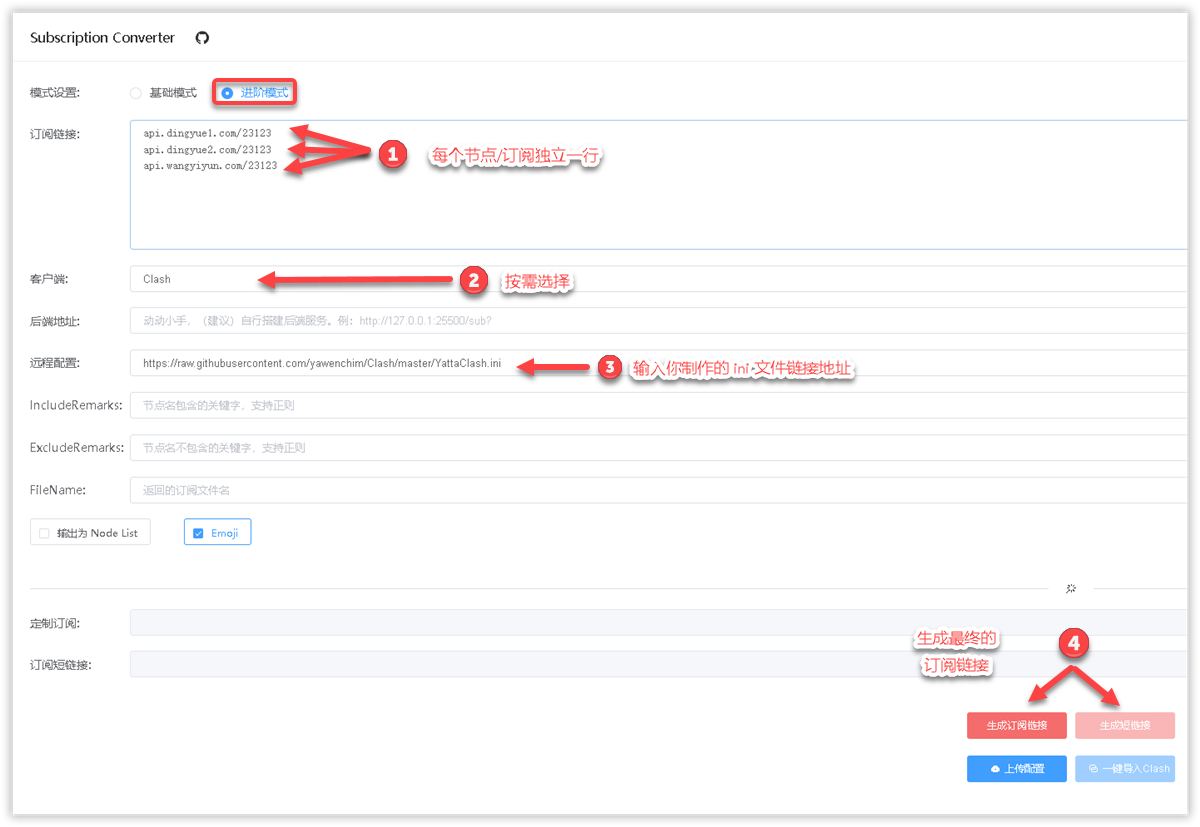 Subscription Converter
模式设置:
基础模式
进阶模式
订阅链接:
api.dingyue1.com/23123
api.dingyue2.com/23123
api.wangyiyun.com/23123
1
每个节点/订阅独立一行
客户端:
Clash
2
按需选择
后端地址:
动动小手，（建议）自行搭建后端服务。例：http://127.0.0.1:25500/sub?
远程配置:
https://raw.githubusercontent.com/yawenchim/Clash/master/YattaClash.ini
3
输入你制作的 ini 文件链接地址
IncludeRemarks:
节点名包含的关键字，支持正则
ExcludeRemarks:
节点名不包含的关键字，支持正则
FileName:
返回的订阅文件名
输出为 Node List
Emoji
定制订阅:
订阅短链接:
生成最终的
订阅链接
4
生成订阅链接
生成短链接
上传配置
一键导入Clash